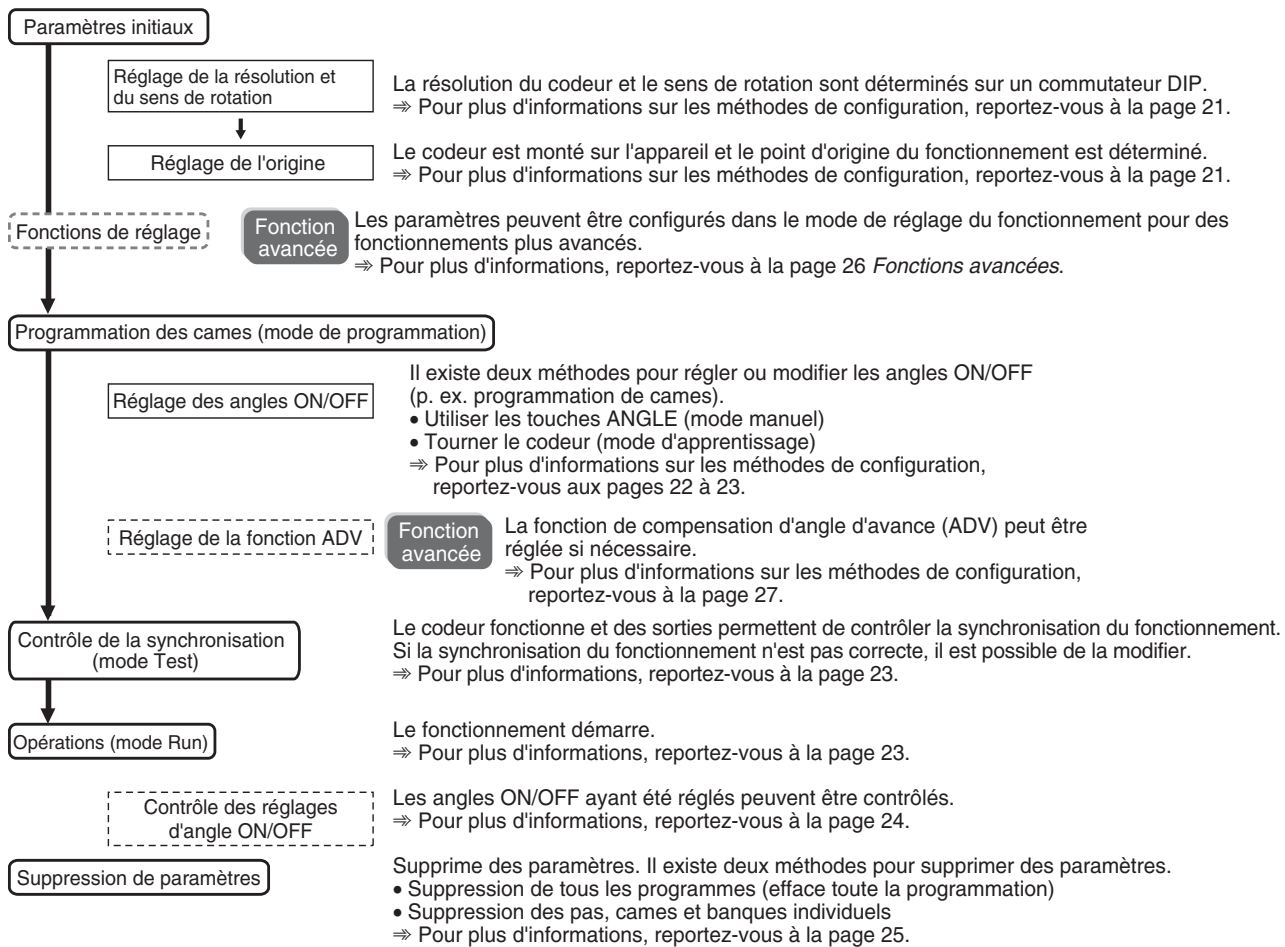 Paramètres initiaux
Réglage de la résolution et
du sens de rotation
La résolution du codeur et le sens de rotation sont déterminés sur un commutateur DIP.
⇒ Pour plus d'informations sur les méthodes de configuration, reportez-vous à la page 21.
Réglage de l'origine
Le codeur est monté sur l'appareil et le point d'origine du fonctionnement est déterminé.
⇒ Pour plus d'informations sur les méthodes de configuration, reportez-vous à la page 21.
Fonctions de réglage
Fonction
avancée
Les paramètres peuvent être configurés dans le mode de réglage du fonctionnement pour des
fonctionnements plus avancés.
⇒ Pour plus d'informations, reportez-vous à la page 26 Fonctions avancées.
Programmation des cames (mode de programmation)
Réglage des angles ON/OFF
Il existe deux méthodes pour régler ou modifier les angles ON/OFF
(p. ex. programmation de cames).
• Utiliser les touches ANGLE (mode manuel)
• Tourner le codeur (mode d'apprentissage)
⇒ Pour plus d'informations sur les méthodes de configuration,
reportez-vous aux pages 22 à 23.
Réglage de la fonction ADV
Fonction
avancée
La fonction de compensation d'angle d'avance (ADV) peut être
réglée si nécessaire.
⇒ Pour plus d'informations sur les méthodes de configuration,
reportez-vous à la page 27.
Contrôle de la synchronisation
(mode Test)
Le codeur fonctionne et des sorties permettent de contrôler la synchronisation du fonctionnement.
Si la synchronisation du fonctionnement n'est pas correcte, il est possible de la modifier.
⇒ Pour plus d'informations, reportez-vous à la page 23.
Opérations (mode Run)
Le fonctionnement démarre.
⇒ Pour plus d'informations, reportez-vous à la page 23.
Contrôle des réglages
d'angle ON/OFF
Les angles ON/OFF ayant été réglés peuvent être contrôlés.
⇒ Pour plus d'informations, reportez-vous à la page 24.
Suppression de paramètres
Supprime des paramètres. Il existe deux méthodes pour supprimer des paramètres.
• Suppression de tous les programmes (efface toute la programmation)
• Suppression des pas, cames et banques individuels
⇒ Pour plus d'informations, reportez-vous à la page 25.